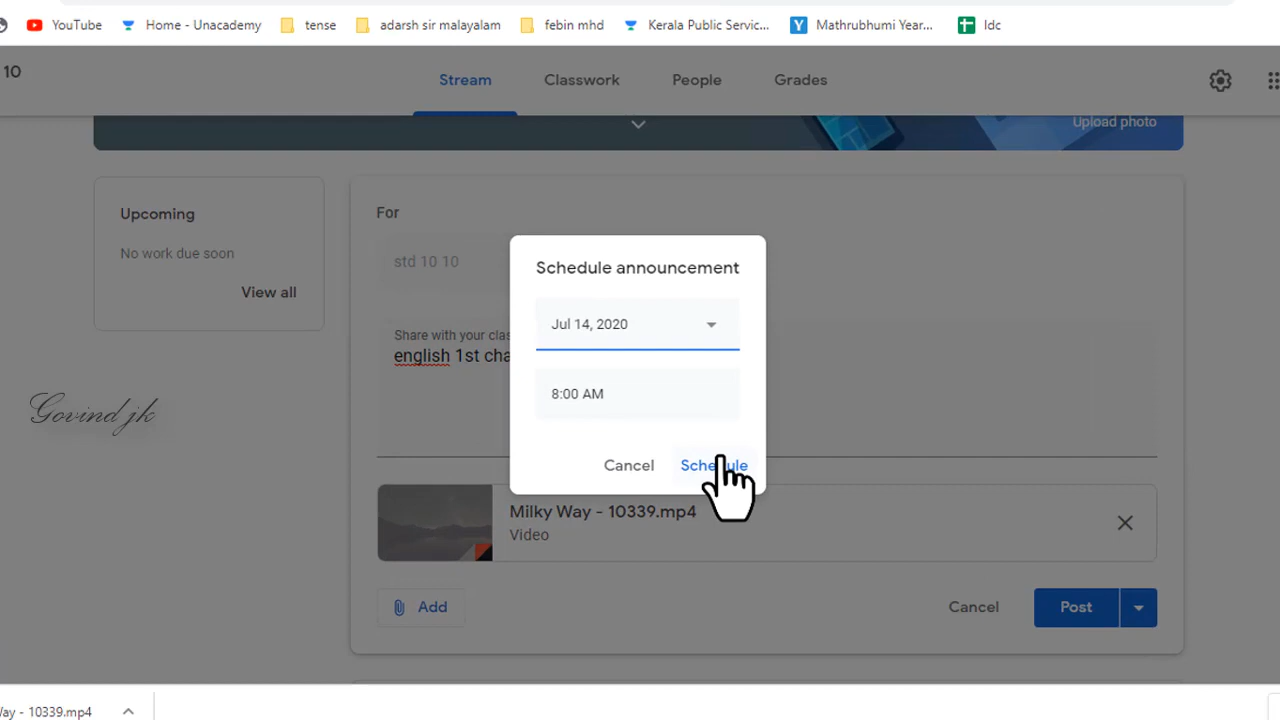 YouTube Home - Unacademy tense adarsh sir malayalam febin mhd Kerala Public Servic... Mathrubhumi Year... ldc
10
Stream Classwork People Grades
Upload photo
Upcoming
No work due soon
View all
For
std 10 10
Share with your clas
english 1st cha
Schedule announcement
Jul 14, 2020
8:00 AM
Cancel Schedule
Govind jk
Milky Way - 10339.mp4
Video
Add
Cancel Post
Way - 10339.mp4